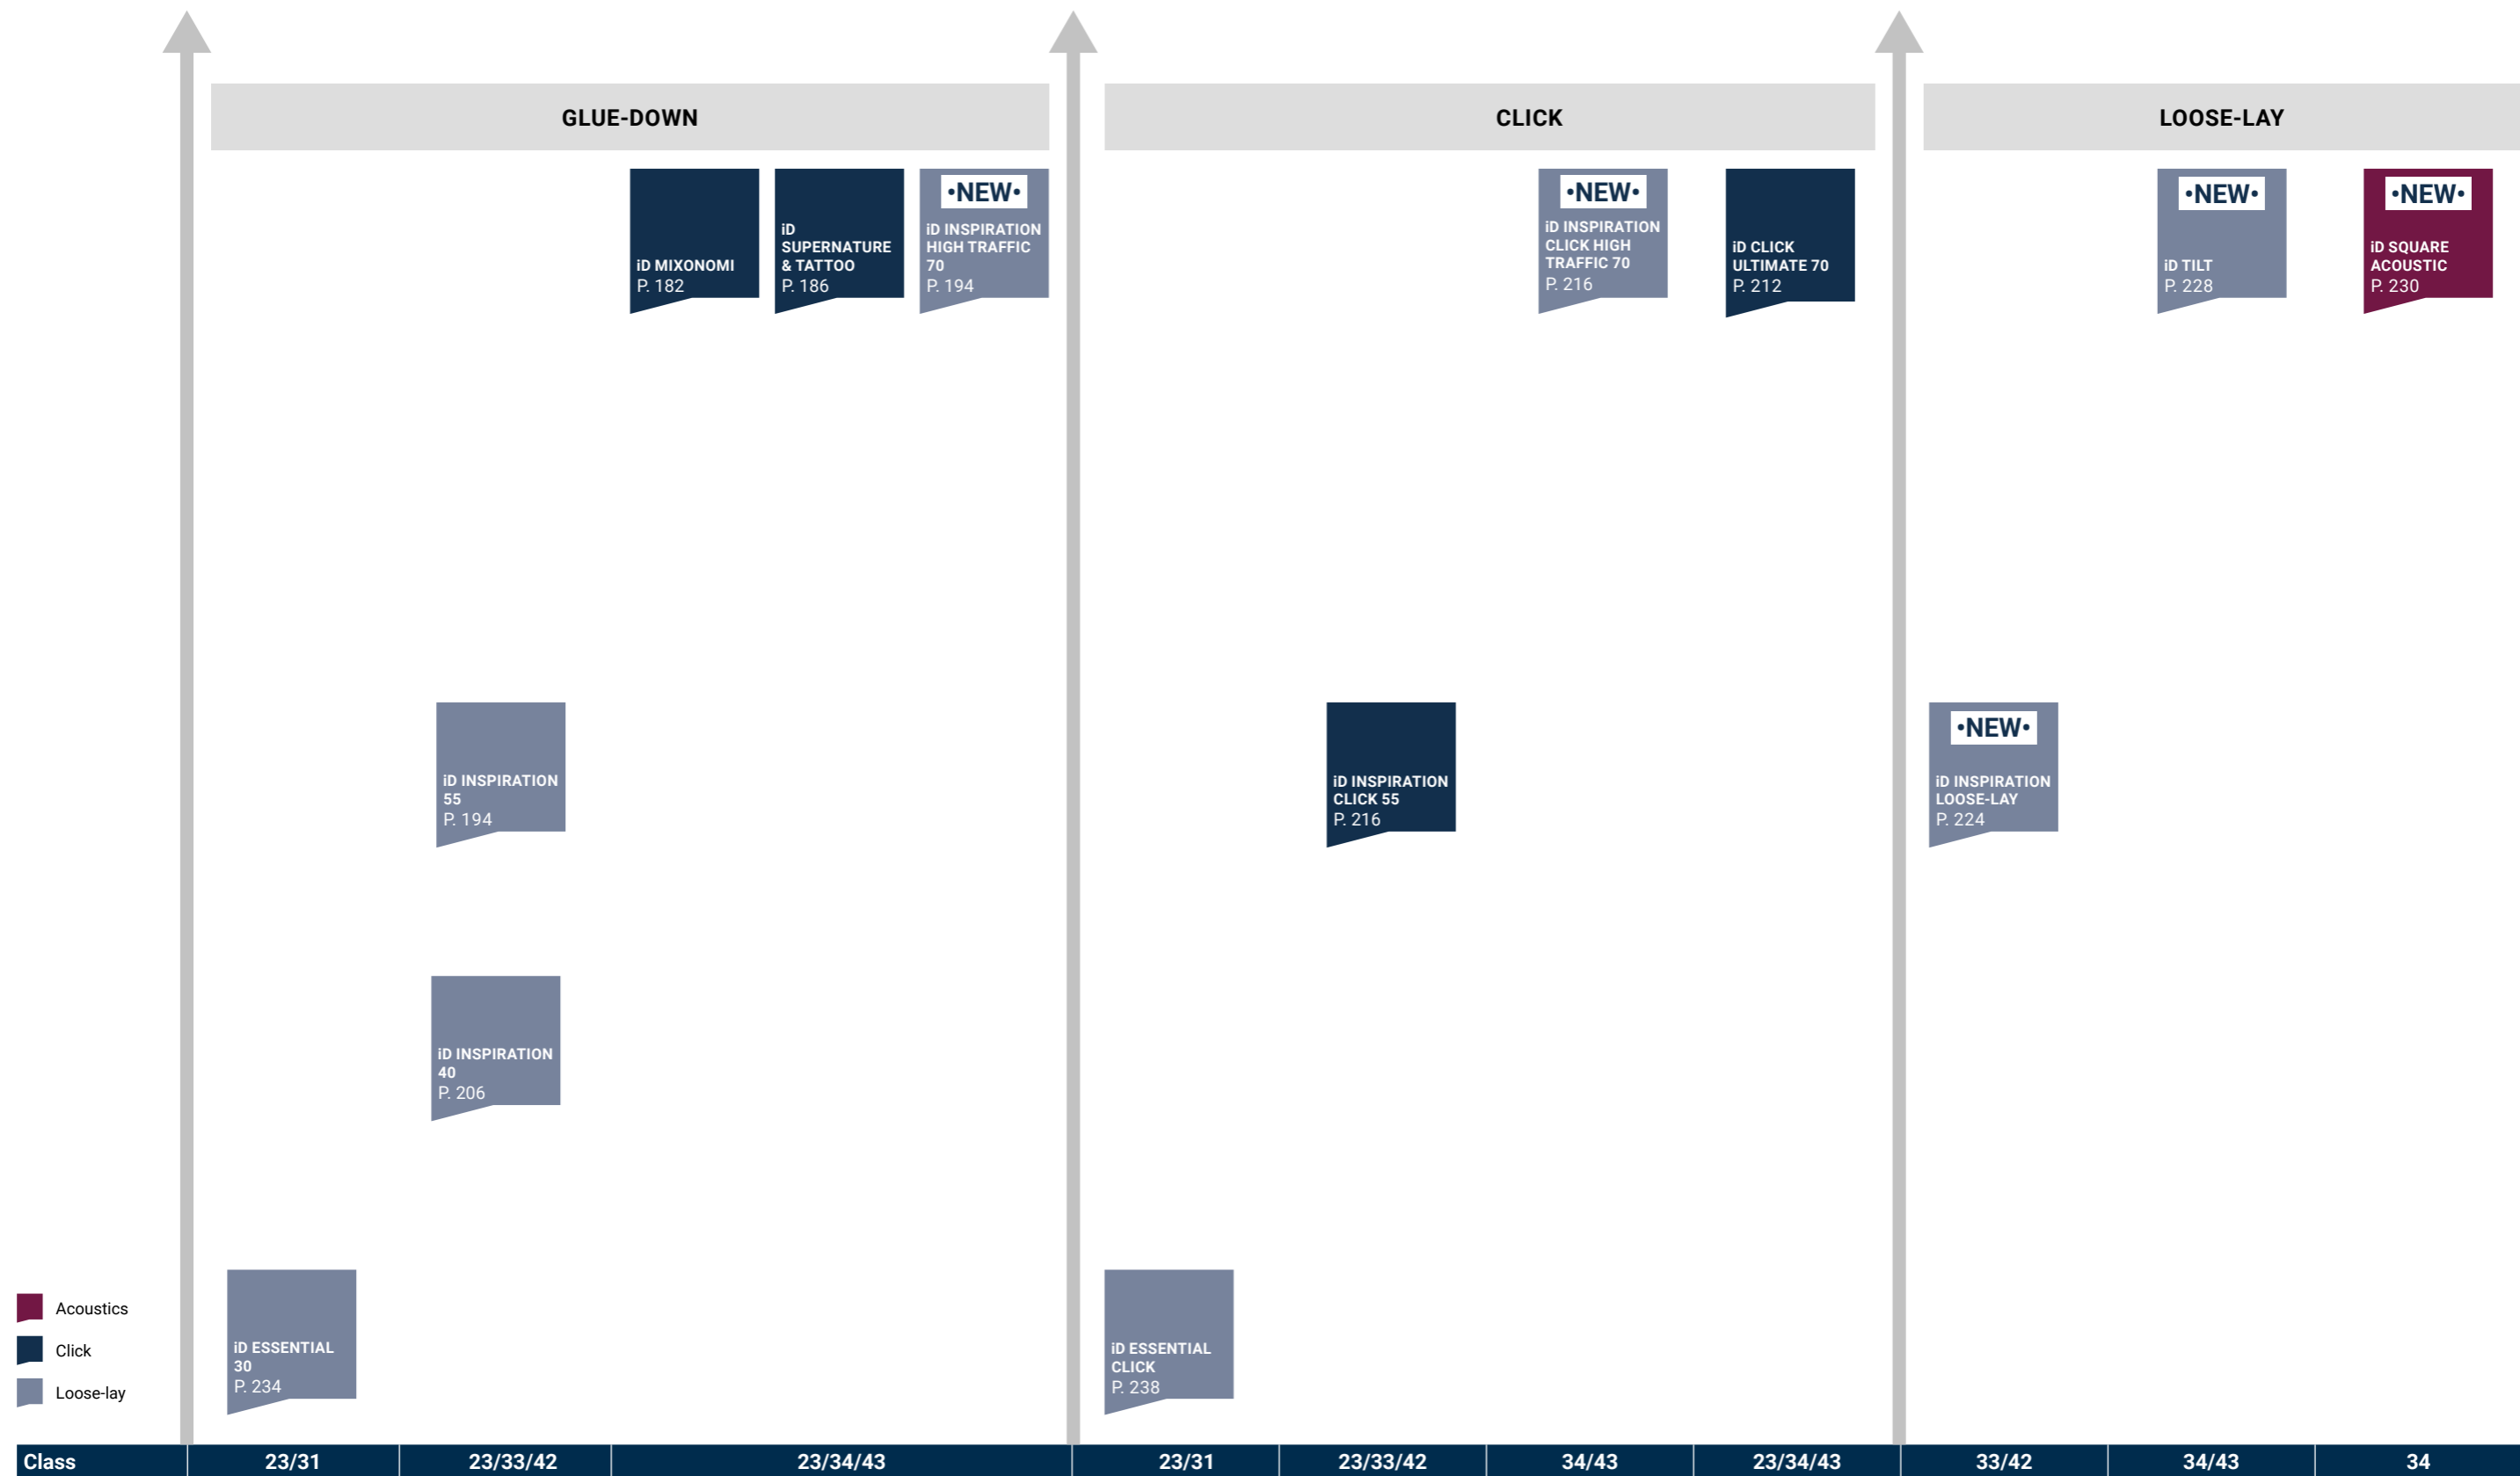 GLUE-DOWN
CLICK
LOOSE-LAY
iD MIXONOMI
P. 182
iD
SUPERNATURE
& TATTOO
P. 186
•NEW•
iD INSPIRATION
HIGH TRAFFIC
70
P. 194
•NEW•
iD INSPIRATION
CLICK HIGH
TRAFFIC 70
P. 216
iD CLICK
ULTIMATE 70
P. 212
•NEW•
iD TILT
P. 228
•NEW•
iD SQUARE
ACOUSTIC
P. 230
iD INSPIRATION
55
P. 194
iD INSPIRATION
CLICK 55
P. 216
•NEW•
iD INSPIRATION
LOOSE-LAY
P. 224
iD INSPIRATION
40
P. 206
iD ESSENTIAL
30
P. 234
iD ESSENTIAL
CLICK
P. 238
Acoustics
Click
Loose-lay
Class 23/31 23/33/42 23/34/43 23/31 23/33/42 34/43 23/34/43 33/42 34/43 34